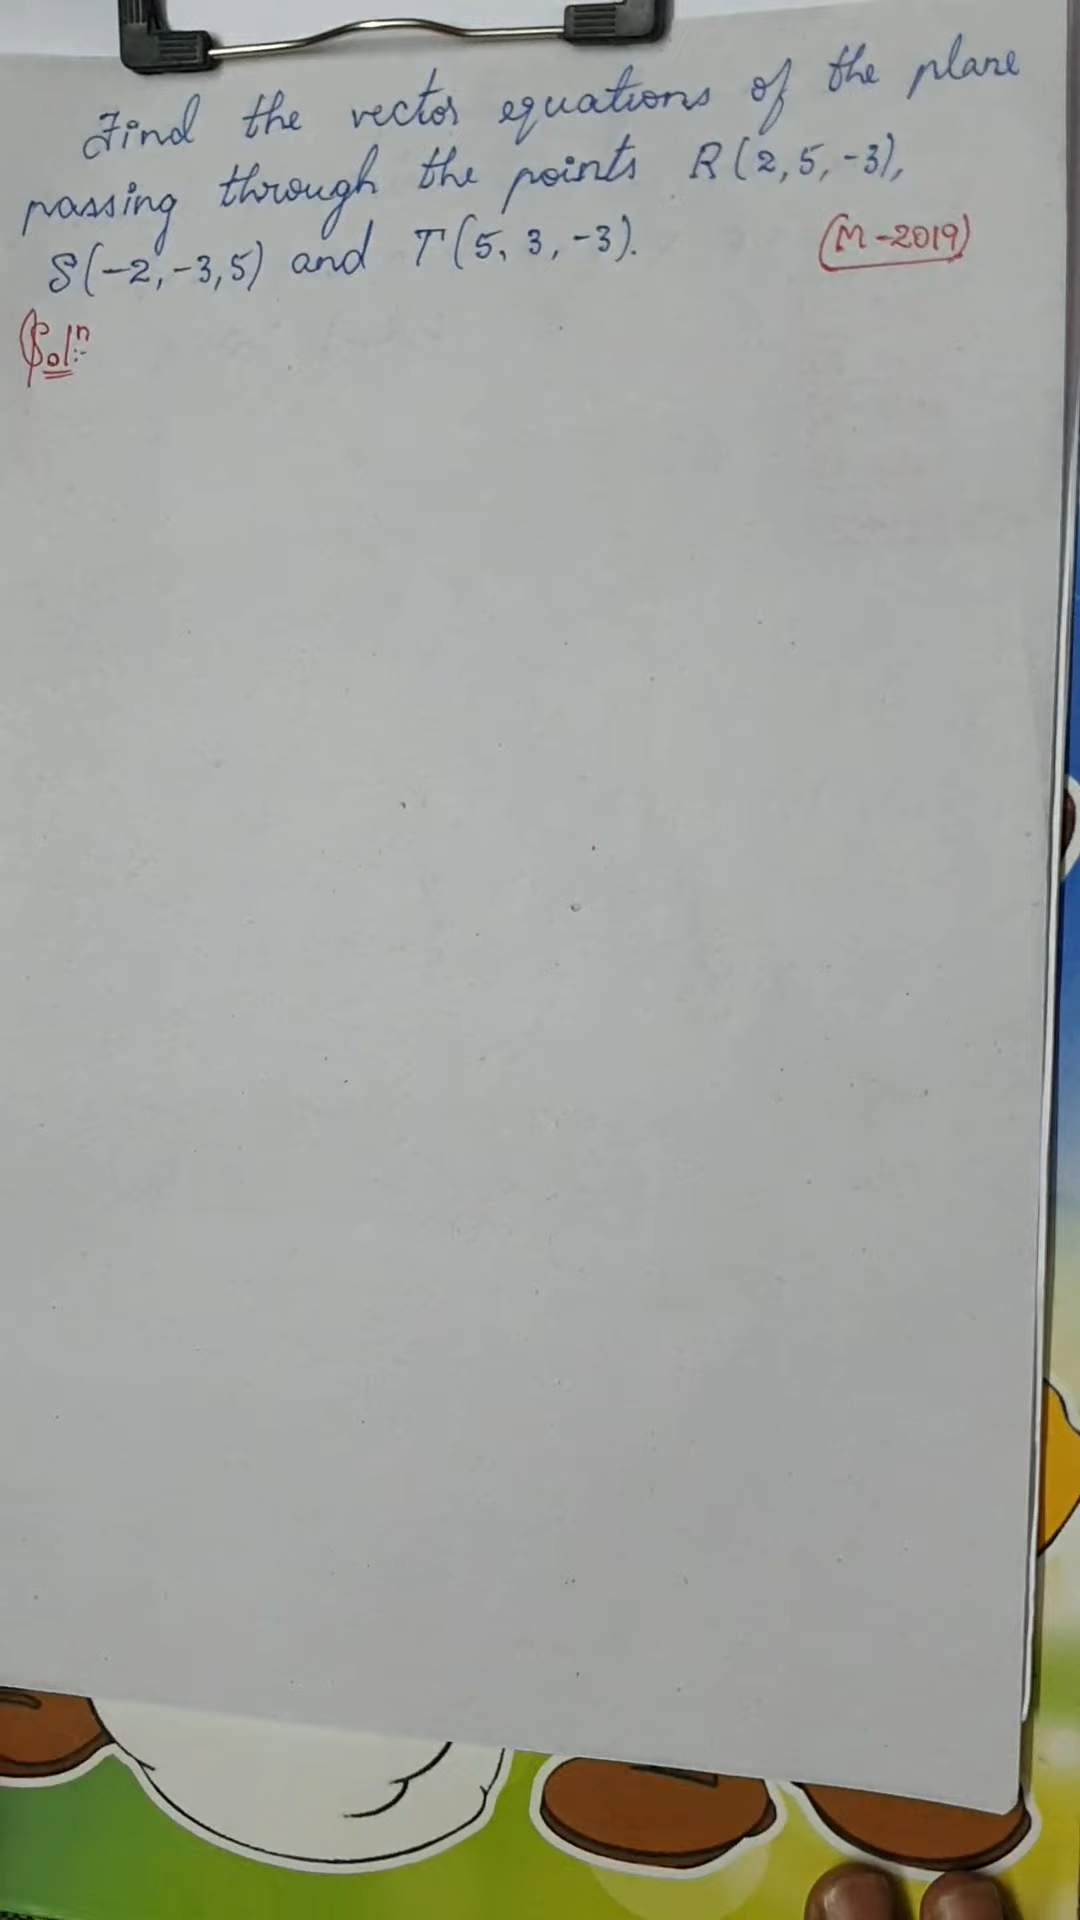 Find the vector equations of the plane
passing through the points R(2, 5, -3),
S(-2, -3, 5) and T(5, 3, -3). (M-2019)
Solⁿ:-